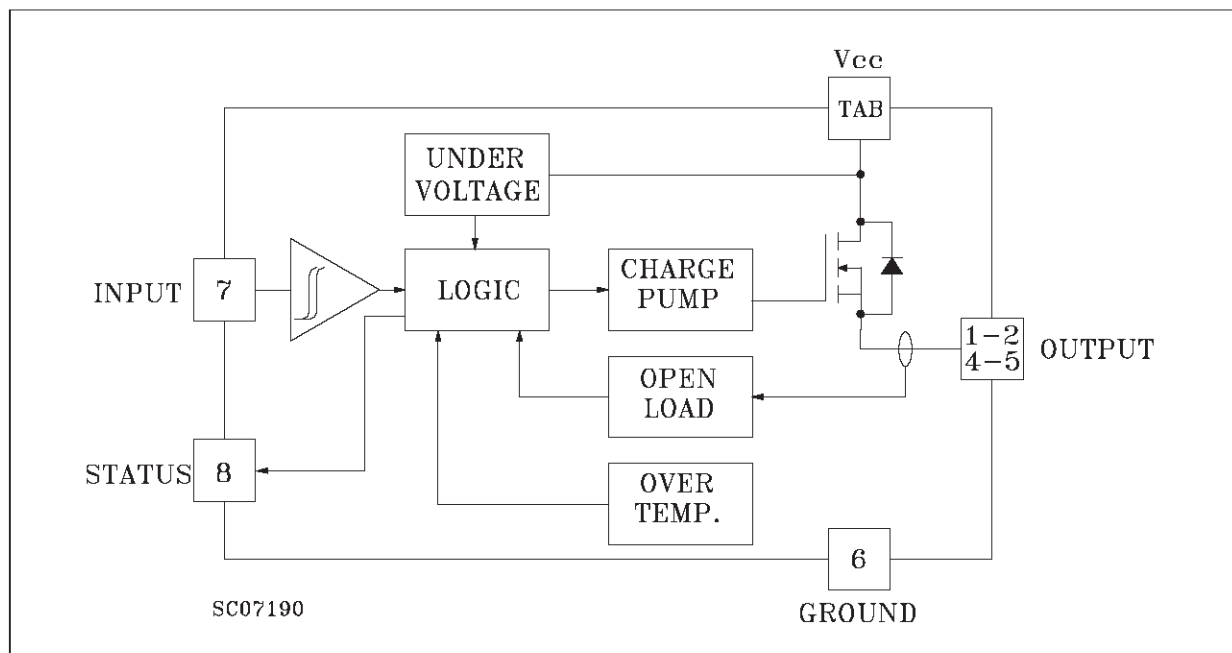 Vcc
TAB
UNDER
VOLTAGE
INPUT
7
LOGIC
CHARGE
PUMP
1-2
4-5
OUTPUT
OPEN
LOAD
STATUS
8
OVER
TEMP.
6
GROUND
SC07190